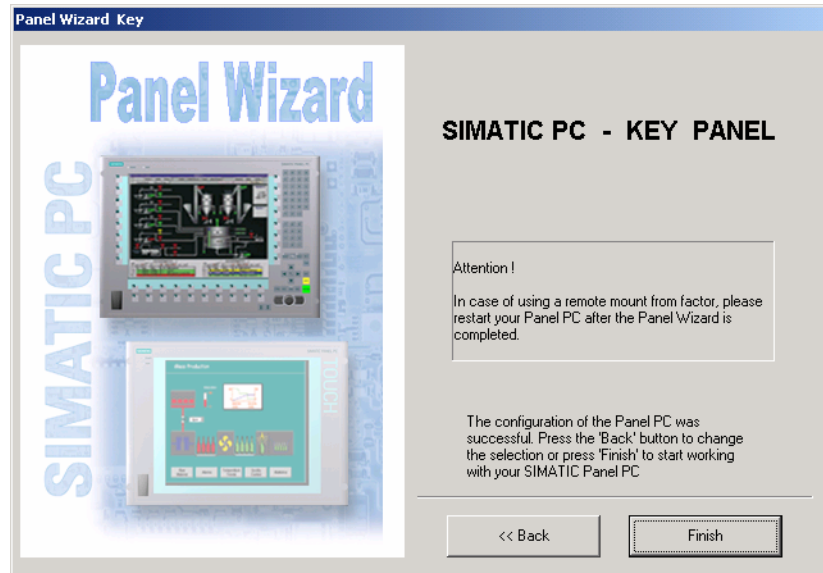 Panel Wizard Key
Panel Wizard
SIMATIC PC
SIEMENS
TOUCH
SIMATIC PC - KEY PANEL
Attention !
In case of using a remote mount from factor, please
restart your Panel PC after the Panel Wizard is
completed.
The configuration of the Panel PC was
successful. Press the 'Back' button to change
the selection or press 'Finish' to start working
with your SIMATIC Panel PC
<< Back
Finish